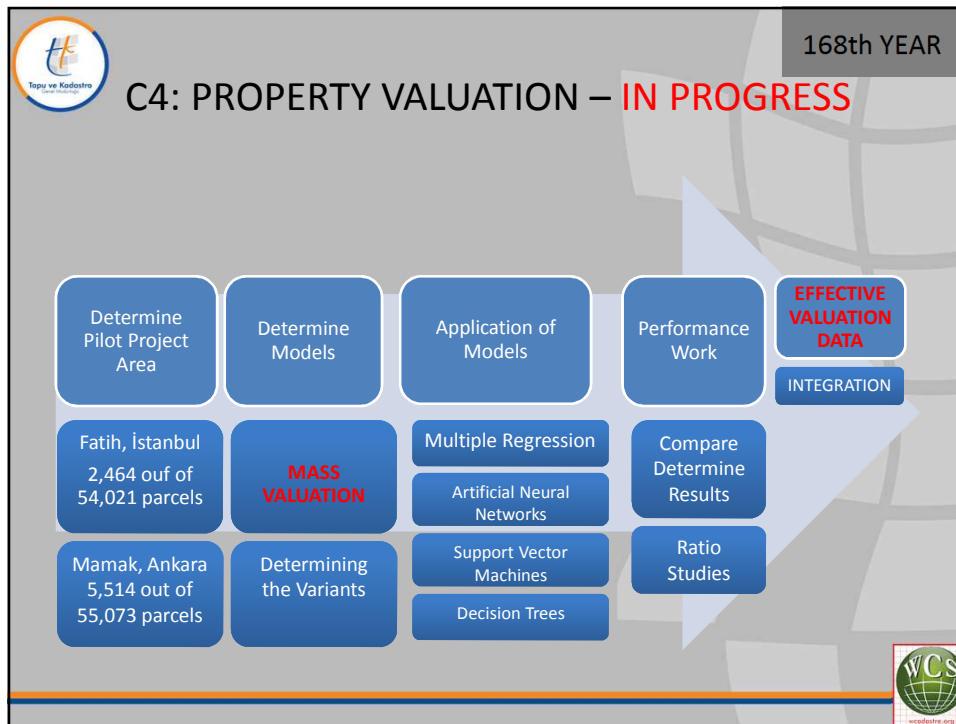 168th YEAR
Tapu ve Kadastro
Genel Müdürlüğü
C4: PROPERTY VALUATION – IN PROGRESS
Determine
Pilot Project
Area
Fatih, İstanbul
2,464 ouf of
54,021 parcels
Mamak, Ankara
5,514 out of
55,073 parcels
Determine
Models
MASS
VALUATION
Determining
the Variants
Application of
Models
Multiple Regression
Artificial Neural
Networks
Support Vector
Machines
Decision Trees
Performance
Work
Compare
Determine
Results
Ratio
Studies
EFFECTIVE
VALUATION
DATA
INTEGRATION
WCS
wcadastre.org